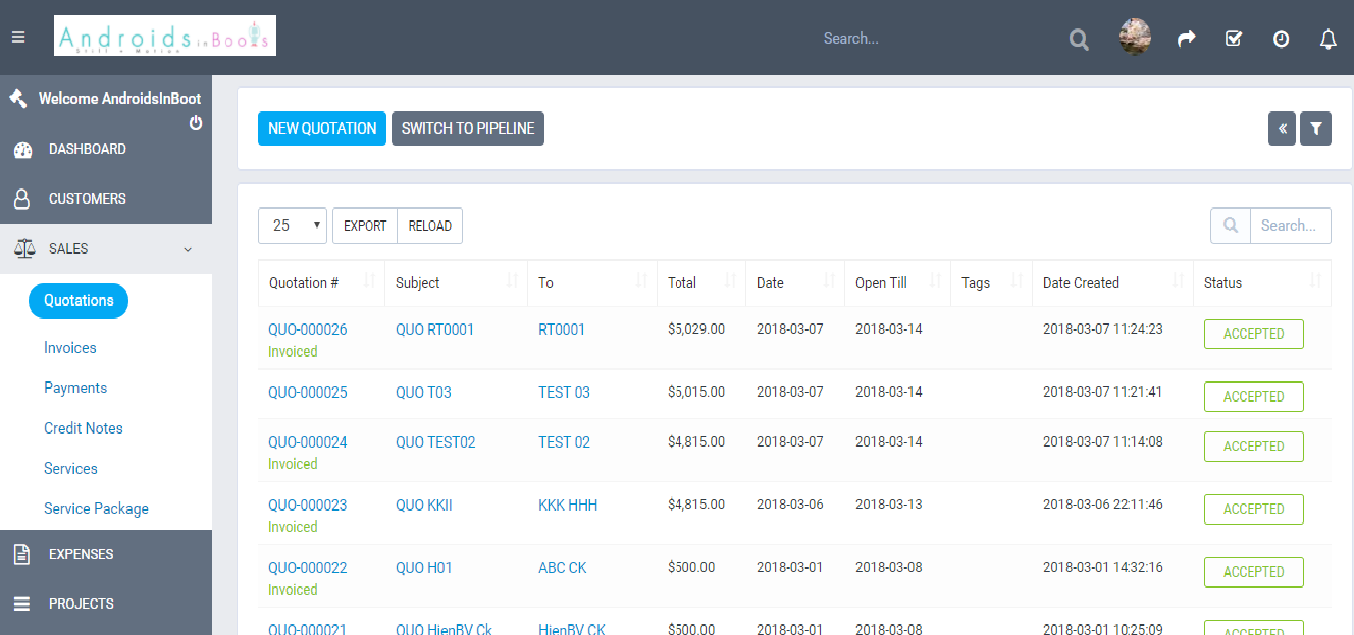 Androids in Boots
Still + Motion
Search...
Welcome AndroidsInBoot
DASHBOARD
CUSTOMERS
SALES
Quotations
Invoices
Payments
Credit Notes
Services
Service Package
EXPENSES
PROJECTS
NEW QUOTATION SWITCH TO PIPELINE
25 EXPORT RELOAD Search...
Quotation # Subject To Total Date Open Till Tags Date Created Status
QUO-000026 QUO RT0001 RT0001 $5,029.00 2018-03-07 2018-03-14 2018-03-07 11:24:23 ACCEPTED
Invoiced
QUO-000025 QUO T03 TEST 03 $5,015.00 2018-03-07 2018-03-14 2018-03-07 11:21:41 ACCEPTED
QUO-000024 QUO TEST02 TEST 02 $4,815.00 2018-03-07 2018-03-14 2018-03-07 11:14:08 ACCEPTED
Invoiced
QUO-000023 QUO KKII KKK HHH $4,815.00 2018-03-06 2018-03-13 2018-03-06 22:11:46 ACCEPTED
Invoiced
QUO-000022 QUO H01 ABC CK $500.00 2018-03-01 2018-03-08 2018-03-01 14:32:16 ACCEPTED
Invoiced
QUO-000021 QUO HienBV Ck HienBV CK $500.00 2018-03-01 2018-03-08 2018-03-01 10:25:09 ACCEPTED